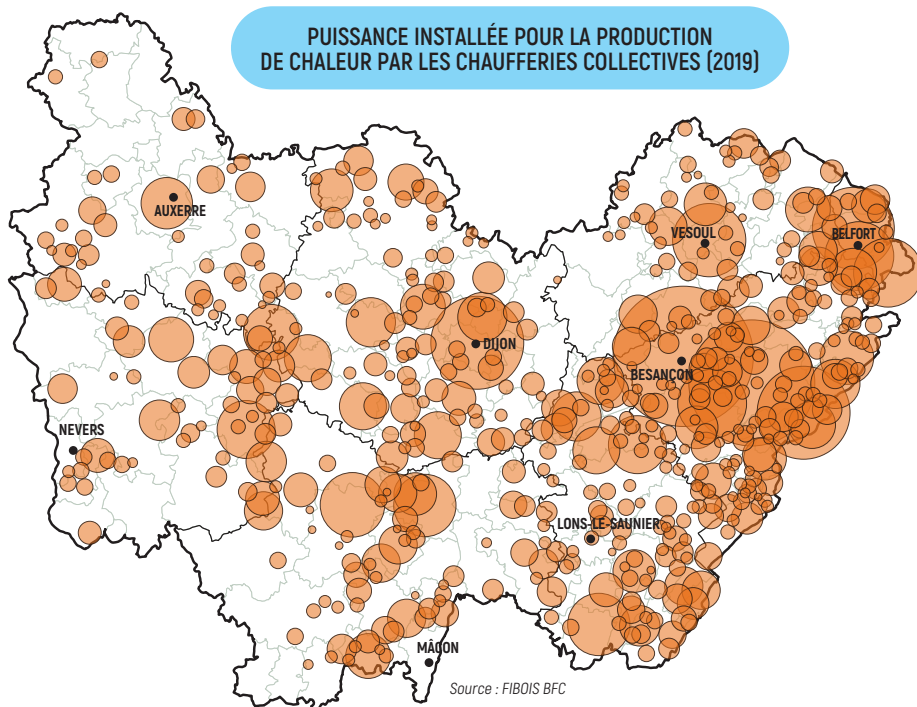 PUISSANCE INSTALLÉE POUR LA PRODUCTION
DE CHALEUR PAR LES CHAUFFERIES COLLECTIVES (2019)
AUXERRE
VESOUL
BELFORT
DIJON
BESANÇON
NEVERS
LONS-LE-SAUNIER
MÂCON
Source : FIBOIS BFC